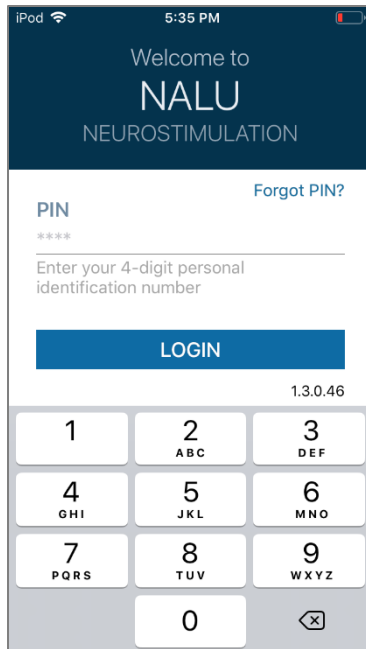 iPod 5:35 PM
Welcome to
NALU
NEUROSTIMULATION
Forgot PIN?
PIN
****
Enter your 4-digit personal
identification number
LOGIN
1.3.0.46
1 2 3
ABC DEF
4 5 6
GHI JKL MNO
7 8 9
PQRS TUV WXYZ
0